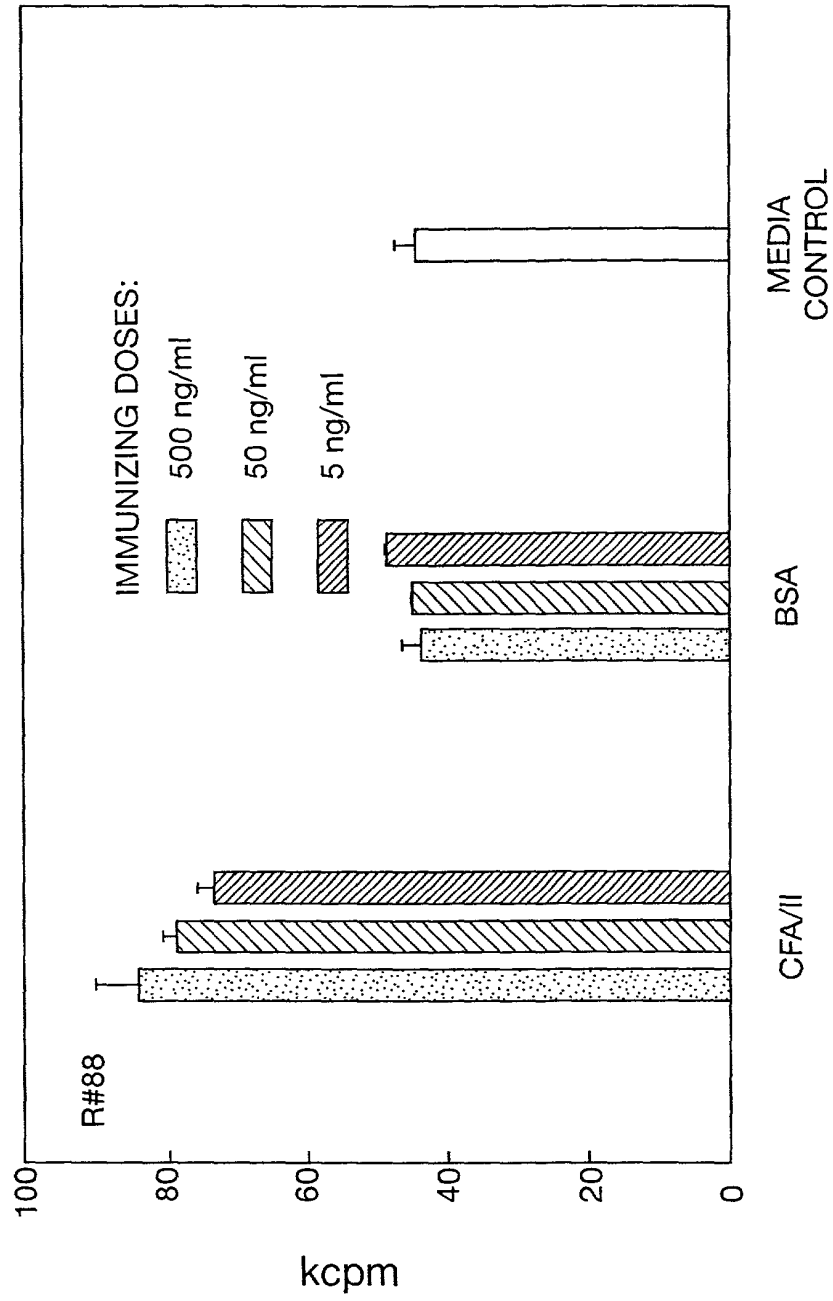 R#88
IMMUNIZING DOSES:
500 ng/ml
50 ng/ml
5 ng/ml
kcpm
100
80
60
40
20
0
CFA/II
BSA
MEDIA
CONTROL